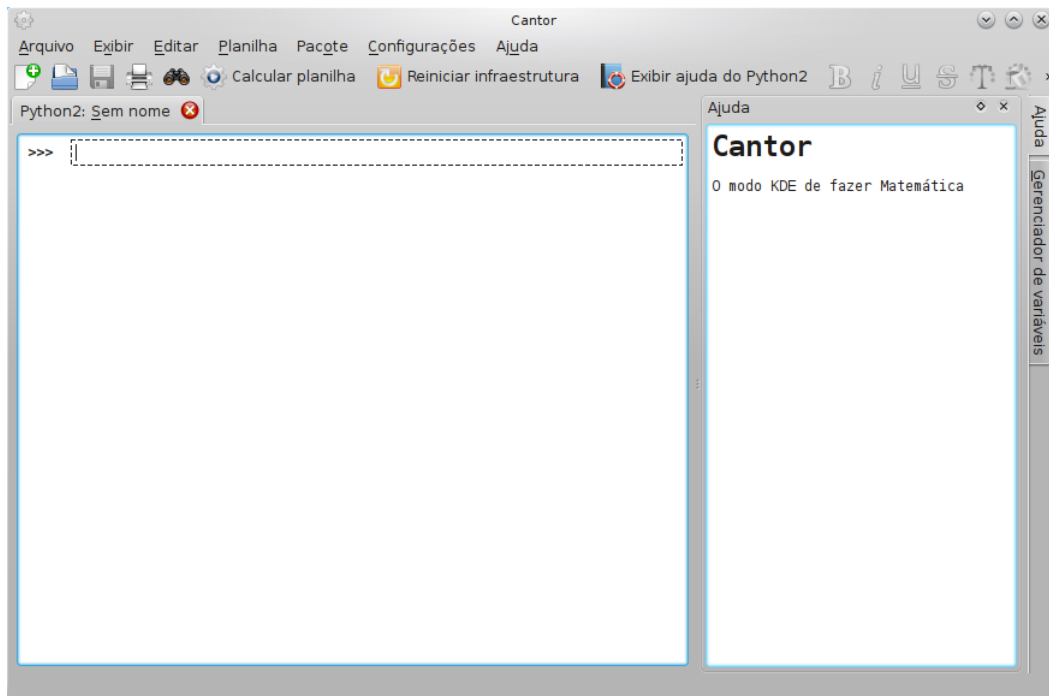 Cantor
Arquivo Exibir Editar Planilha Pacote Configurações Ajuda
Calcular planilha Reiniciar infraestrutura Exibir ajuda do Python2 B i U S T
Python2: Sem nome
>>>
Ajuda
Cantor
O modo KDE de fazer Matemática
Ajuda
Gerenciador de variáveis